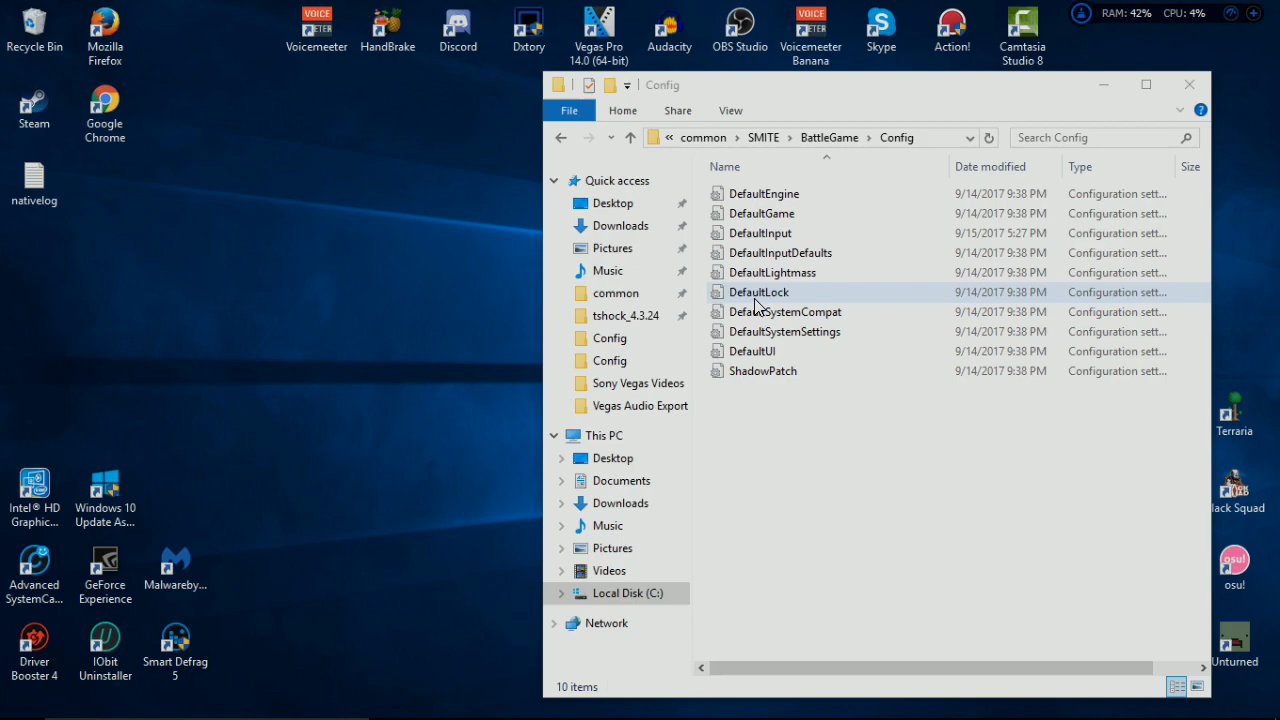 Recycle Bin
Mozilla
Firefox
VOICE
MEETER
Voicemeeter
HandBrake
Discord
Dxtory
Vegas Pro
14.0 (64-bit)
Audacity
OBS Studio
VOICE
MEETER
Voicemeeter
Banana
Skype
Action!
Camtasia
Studio 8
RAM: 42% CPU: 4%
Steam
Google
Chrome
nativelog
Config
File Home Share View
« common > SMITE > BattleGame > Config
Search Config
Name Date modified Type Size
DefaultEngine 9/14/2017 9:38 PM Configuration sett...
DefaultGame 9/14/2017 9:38 PM Configuration sett...
DefaultInput 9/15/2017 5:27 PM Configuration sett...
DefaultInputDefaults 9/14/2017 9:38 PM Configuration sett...
DefaultLightmass 9/14/2017 9:38 PM Configuration sett...
DefaultLock 9/14/2017 9:38 PM Configuration sett...
DefaultSystemCompat 9/14/2017 9:38 PM Configuration sett...
DefaultSystemSettings 9/14/2017 9:38 PM Configuration sett...
DefaultUI 9/14/2017 9:38 PM Configuration sett...
ShadowPatch 9/14/2017 9:38 PM Configuration sett...
Quick access
Desktop
Downloads
Pictures
Music
common
tshock_4.3.24
Config
Config
Sony Vegas Videos
Vegas Audio Export
This PC
Desktop
Documents
Downloads
Music
Pictures
Videos
Local Disk (C:)
Network
10 items
Intel® HD
Graphic...
Windows 10
Update As...
Advanced
SystemCa...
GeForce
Experience
Malwareby...
Driver
Booster 4
IObit
Uninstaller
Smart Defrag
5
Terraria
lack Squad
osu!
osu!
Unturned